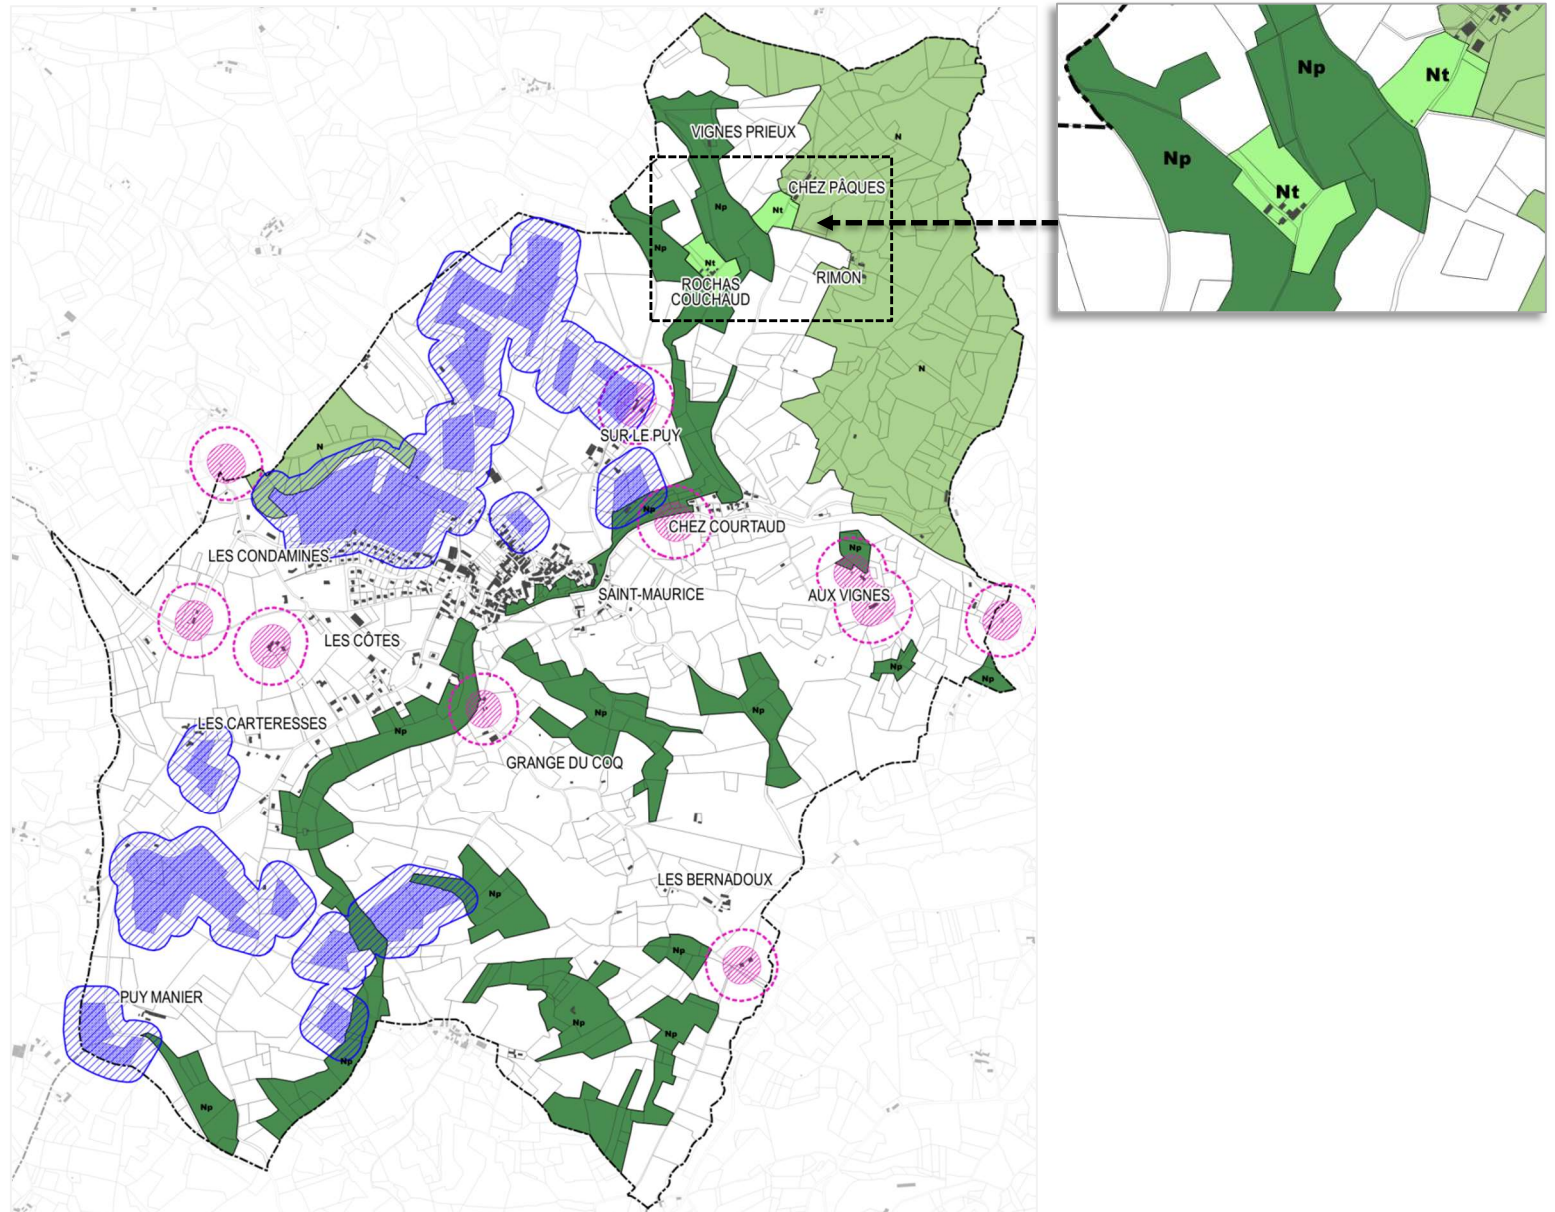 Np
Nt
Np
Nt
VIGNES PRIEUX
N
CHEZ PÂQUES
Np
Nt
Np
Nt
RIMON
ROCHAS
COUCHAUD
N
SUR LE PUY
N
Np
CHEZ COURTAUD
Np
LES CONDAMINES
SAINT-MAURICE
AUX VIGNES
LES CÔTES
Np
Np
LES CARTERESSES
Np
Np
Np
GRANGE DU COQ
LES BERNADOUX
Np
Np
PUY MANIER
Np
Np
Np
Np